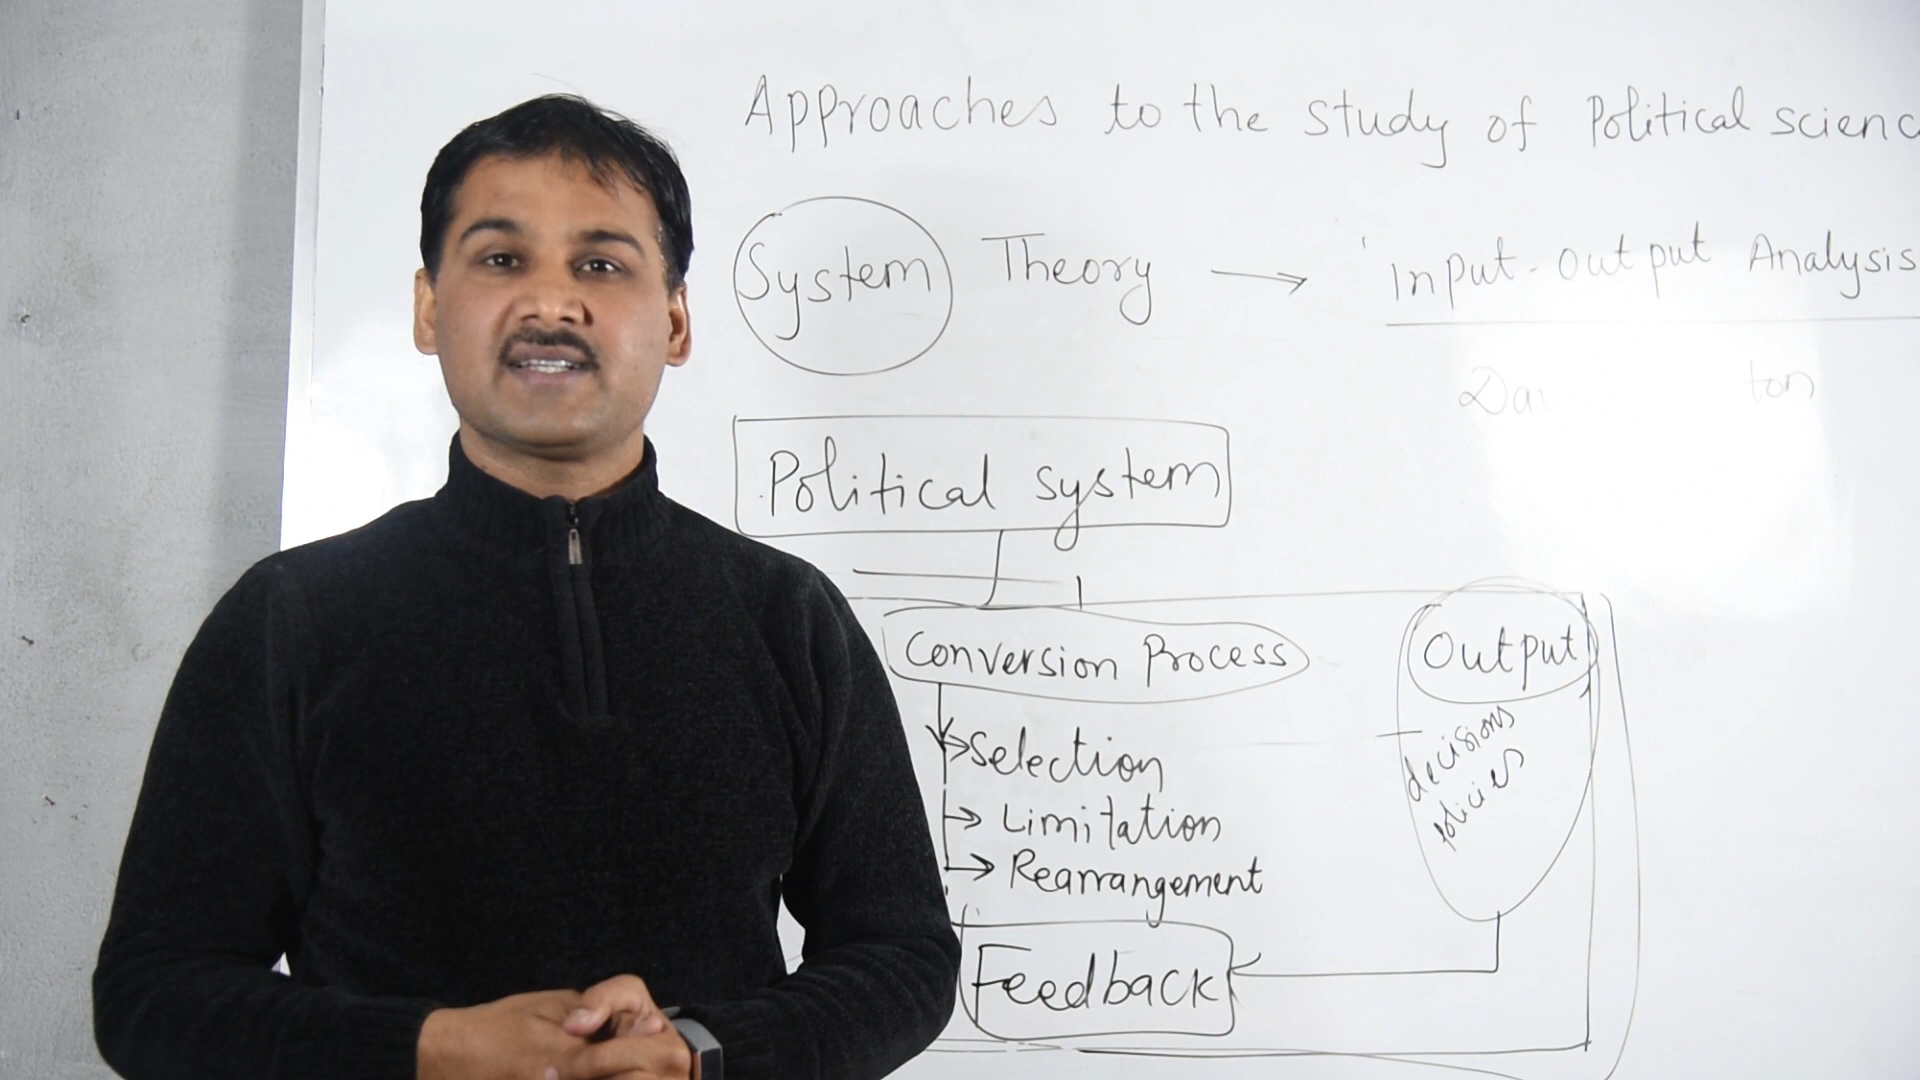 Approaches to the study of Political scienc
System Theory → Input-output Analysis
Political system
Conversion Process
Output
decisions
policies
Selection
Limitation
Rearrangement
Feedback